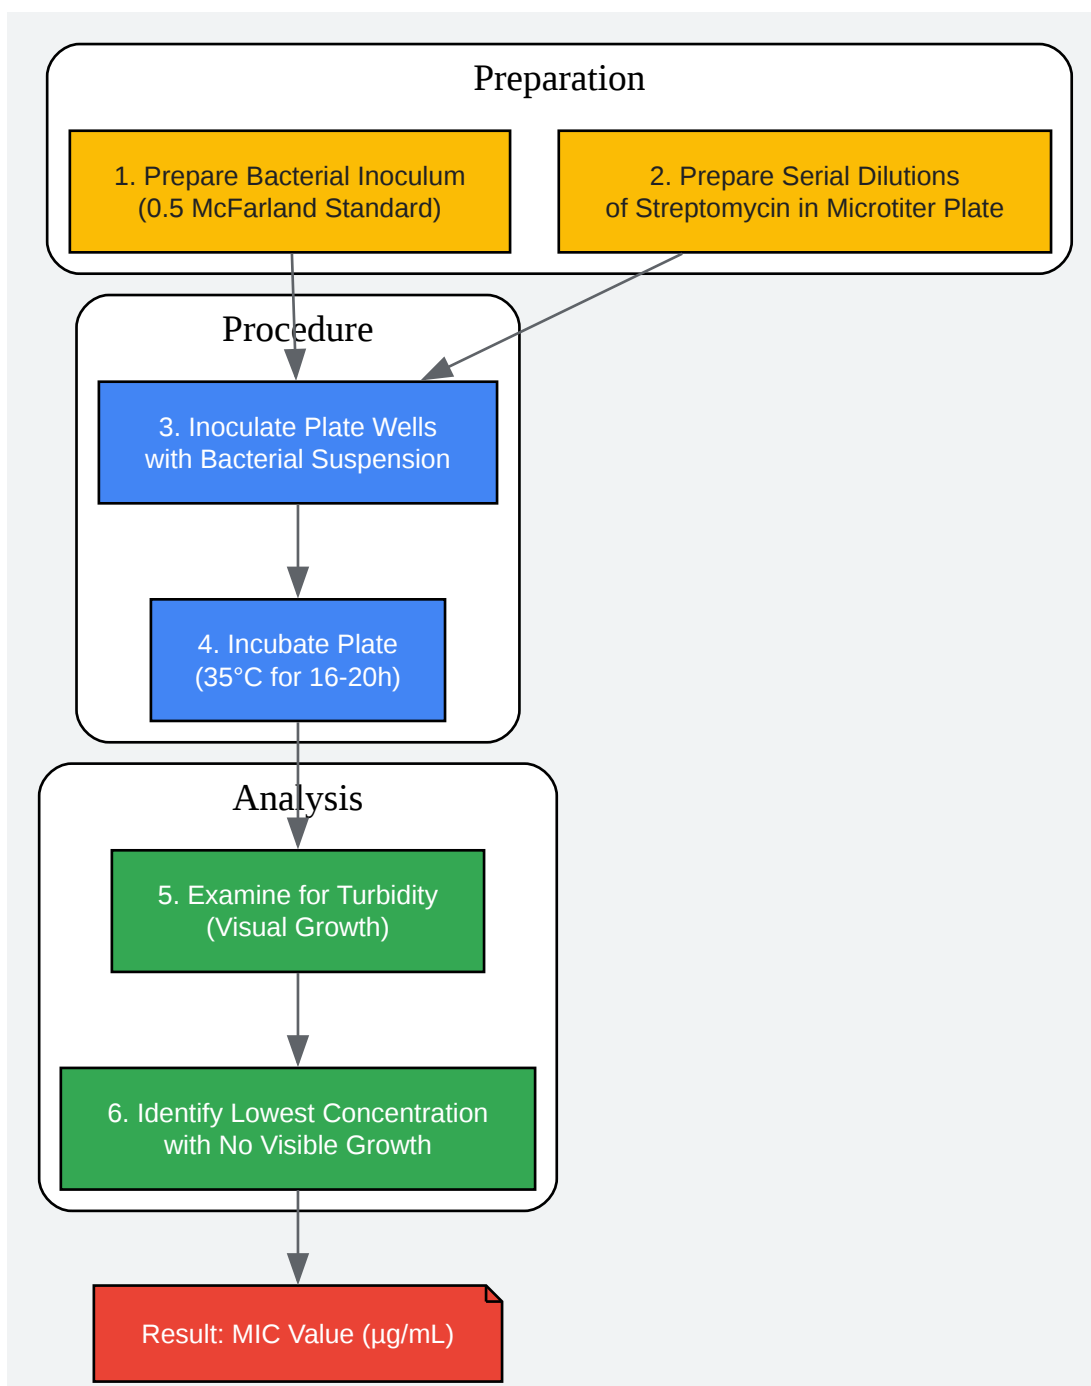 Preparation
1. Prepare Bacterial Inoculum
(0.5 McFarland Standard)
2. Prepare Serial Dilutions
of Streptomycin in Microtiter Plate
Procedure
3. Inoculate Plate Wells
with Bacterial Suspension
4. Incubate Plate
(35°C for 16-20h)
Analysis
5. Examine for Turbidity
(Visual Growth)
6. Identify Lowest Concentration
with No Visible Growth
Result: MIC Value (µg/mL)